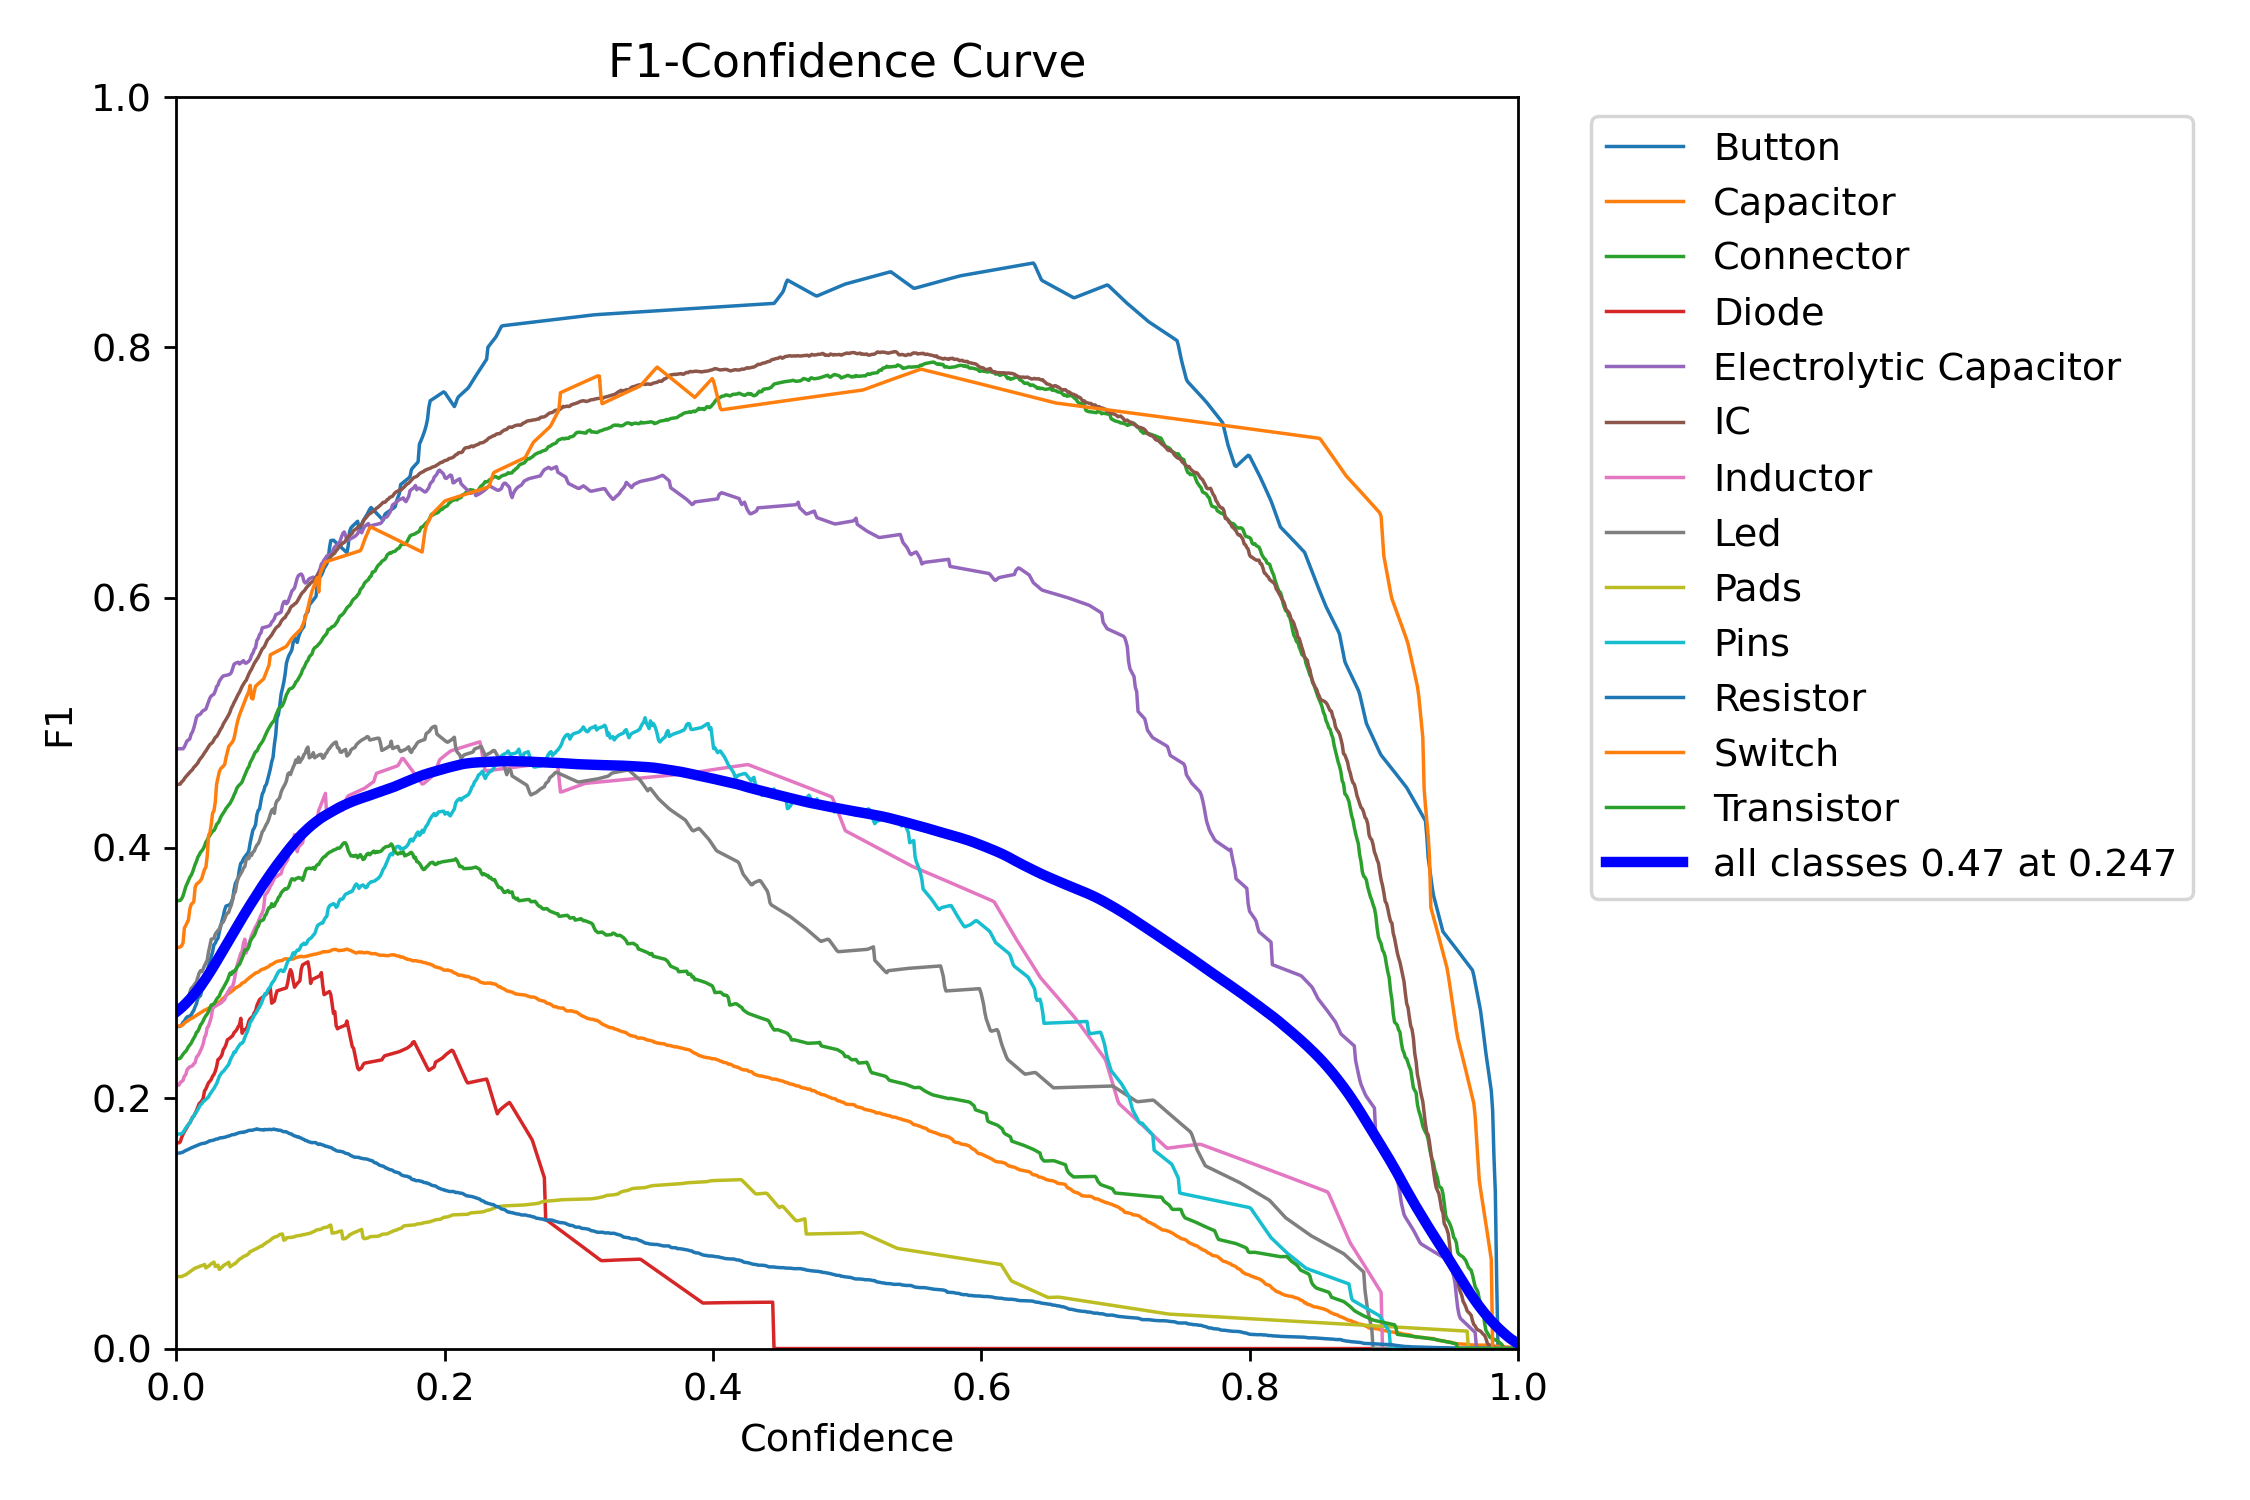 F1-Confidence Curve
1.0
0.8
0.6
0.4
0.2
0.0
F1
0.0 0.2 0.4 0.6 0.8 1.0
Confidence
Button
Capacitor
Connector
Diode
Electrolytic Capacitor
IC
Inductor
Led
Pads
Pins
Resistor
Switch
Transistor
all classes 0.47 at 0.247